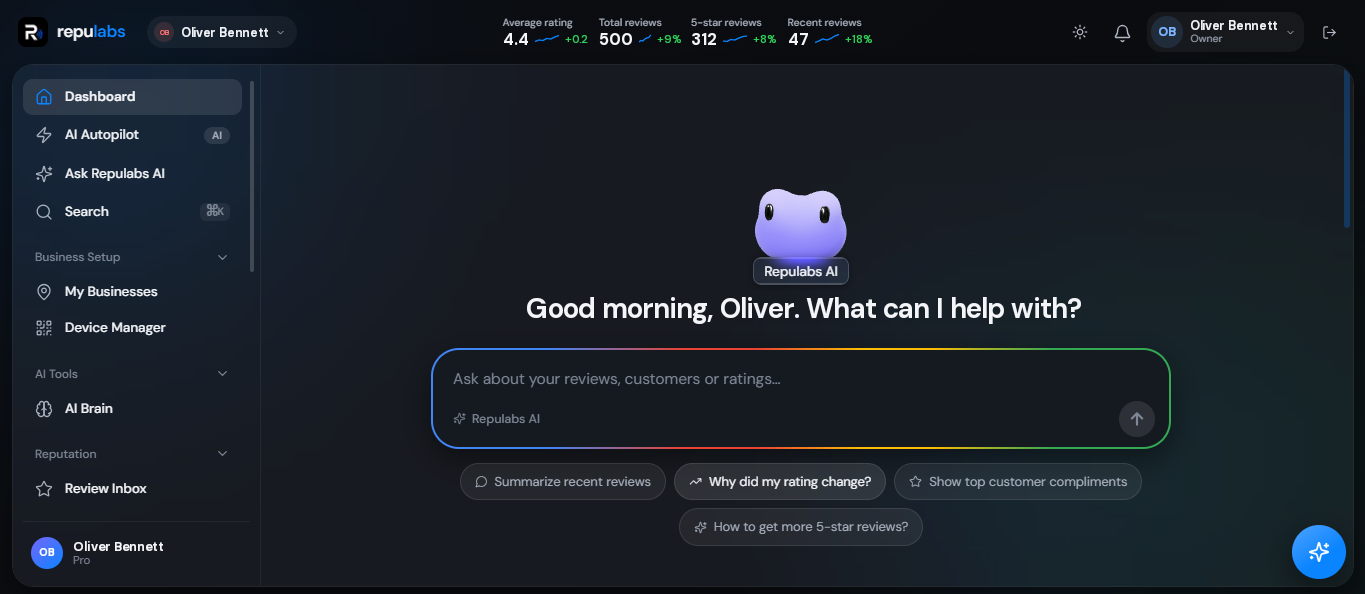 R
repulabs
OB
Oliver Bennett
Average rating
4.4
+0.2
Total reviews
500
+9%
5-star reviews
312
+8%
Recent reviews
47
+18%
OB
Oliver Bennett
Owner
Dashboard
AI Autopilot
AI
Ask Repulabs AI
Search
⌘K
Business Setup
My Businesses
Device Manager
AI Tools
AI Brain
Reputation
Review Inbox
OB
Oliver Bennett
Pro
Repulabs AI
Good morning, Oliver. What can I help with?
Ask about your reviews, customers or ratings...
Repulabs AI
Summarize recent reviews
Why did my rating change?
Show top customer compliments
How to get more 5-star reviews?